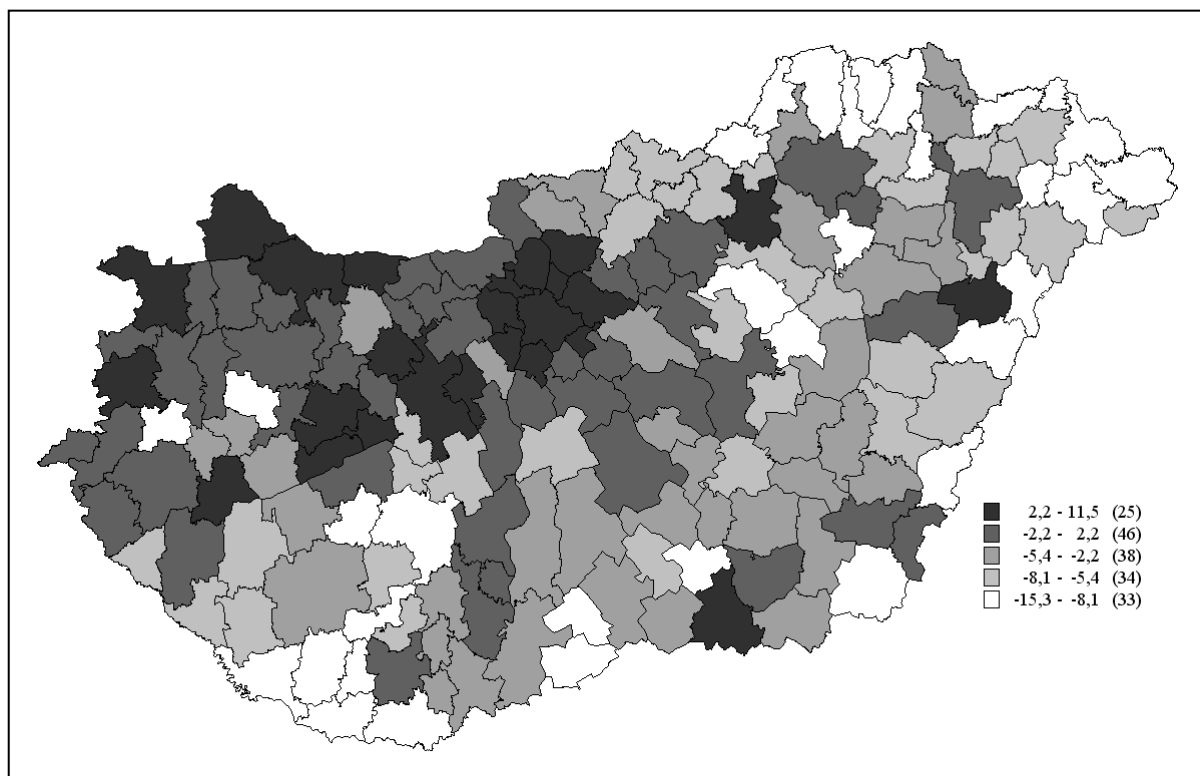 2,2 - 11,5 (25)
-2,2 - 2,2 (46)
-5,4 - -2,2 (38)
-8,1 - -5,4 (34)
-15,3 - -8,1 (33)